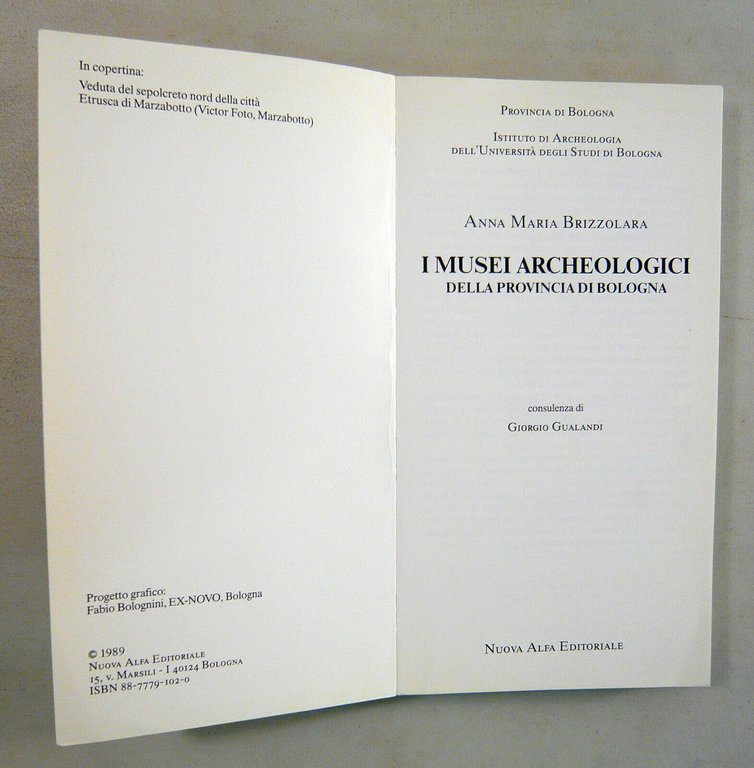 In copertina:
Veduta del sepolcreto nord della città
Etrusca di Marzabotto (Victor Foto, Marzabotto)
Progetto grafico:
Fabio Bolognini, EX-NOVO, Bologna
© 1989
Nuova Alfa Editoriale
15, v. Marsili - I 40124 Bologna
ISBN 88-7779-102-0
Provincia di Bologna
Istituto di Archeologia
dell'Università degli Studi di Bologna
Anna Maria Brizzolara
I MUSEI ARCHEOLOGICI
DELLA PROVINCIA DI BOLOGNA
consulenza di
Giorgio Gualandi
Nuova Alfa Editoriale